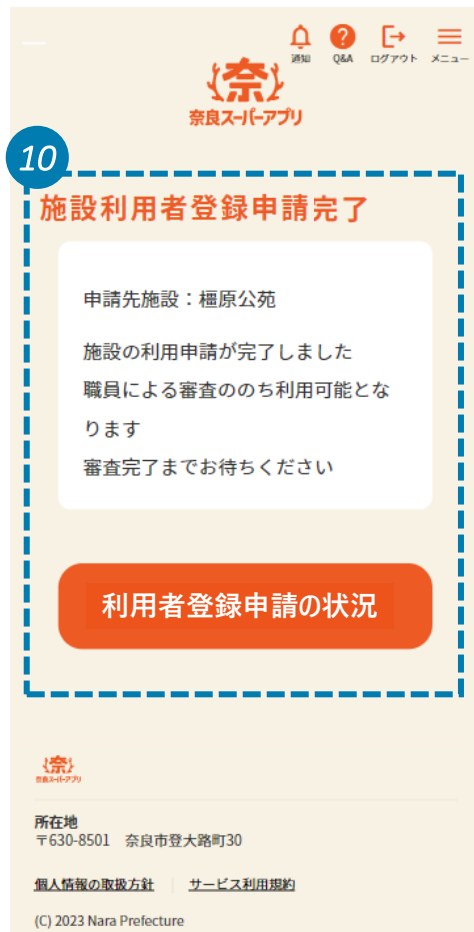 通知 Q&A ログアウト メニュー
奈
奈良スーパーアプリ
10
施設利用者登録申請完了
申請先施設：橿原公苑
施設の利用申請が完了しました
職員による審査ののち利用可能とな
ります
審査完了までお待ちください
利用者登録申請の状況
奈
奈良スーパーアプリ
所在地
〒630-8501　奈良市登大路町30
個人情報の取扱方針 サービス利用規約
(C) 2023 Nara Prefecture